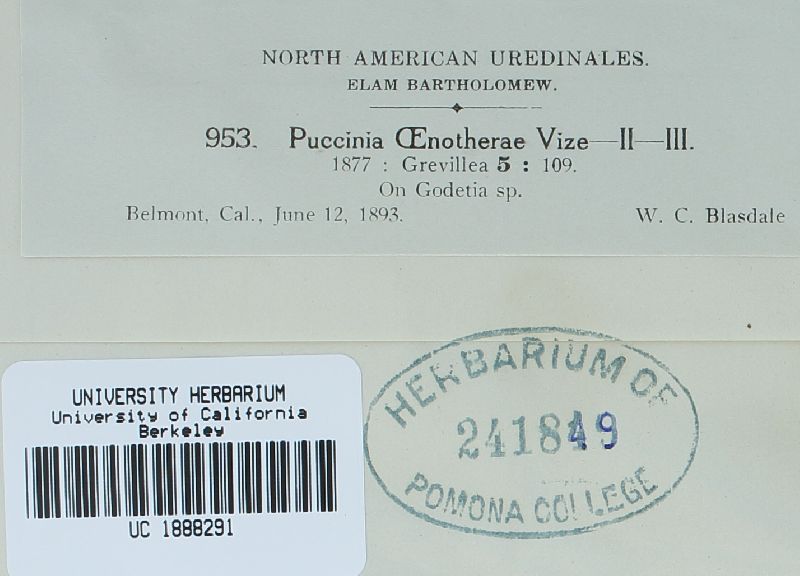 NORTH AMERICAN UREDINALES.
ELAM BARTHOLOMEW.
953. Puccinia Œnotherae Vize—II—III.
1877 : Grevillea 5 : 109.
On Godetia sp.
Belmont, Cal., June 12, 1893. W. C. Blasdale
UNIVERSITY HERBARIUM
University of California
Berkeley
UC 1888291
HERBARIUM OF
241849
POMONA COLLEGE